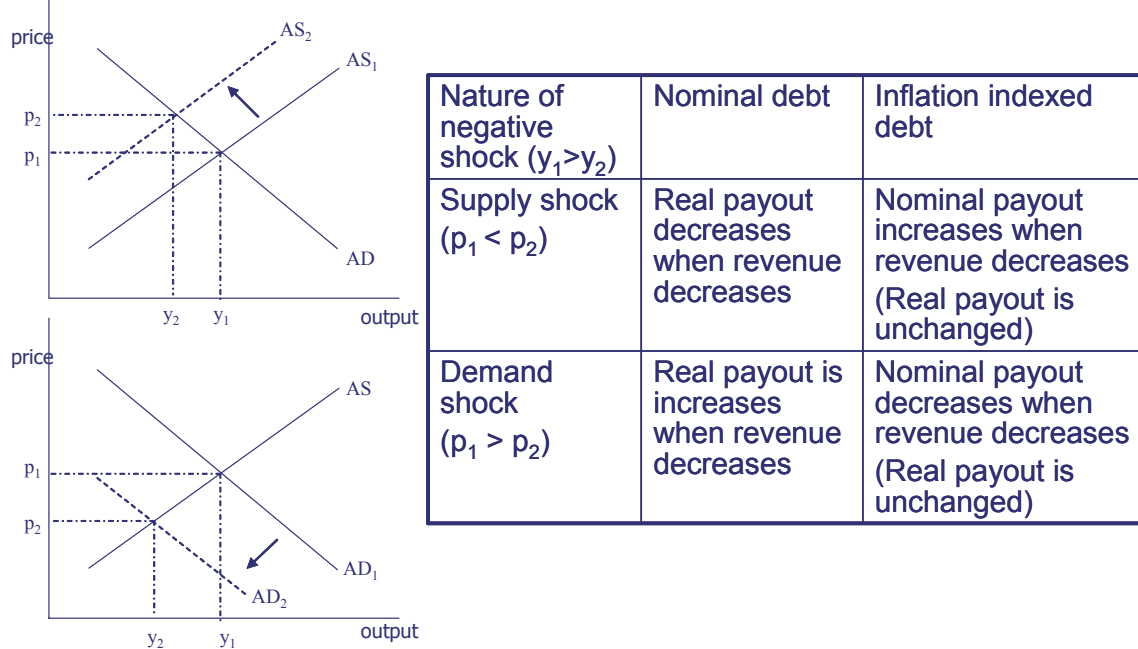 price
AS₂
AS₁
p₂
p₁
AD
y₂
y₁
output
price
AS
p₁
p₂
AD₁
AD₂
y₂
y₁
output
Nature of
negative
shock (y₁>y₂)
Nominal debt
Inflation indexed
debt
Supply shock
(p₁ < p₂)
Real payout
decreases
when revenue
decreases
Nominal payout
increases when
revenue decreases
(Real payout is
unchanged)
Demand
shock
(p₁ > p₂)
Real payout is
increases
when revenue
decreases
Nominal payout
decreases when
revenue decreases
(Real payout is
unchanged)